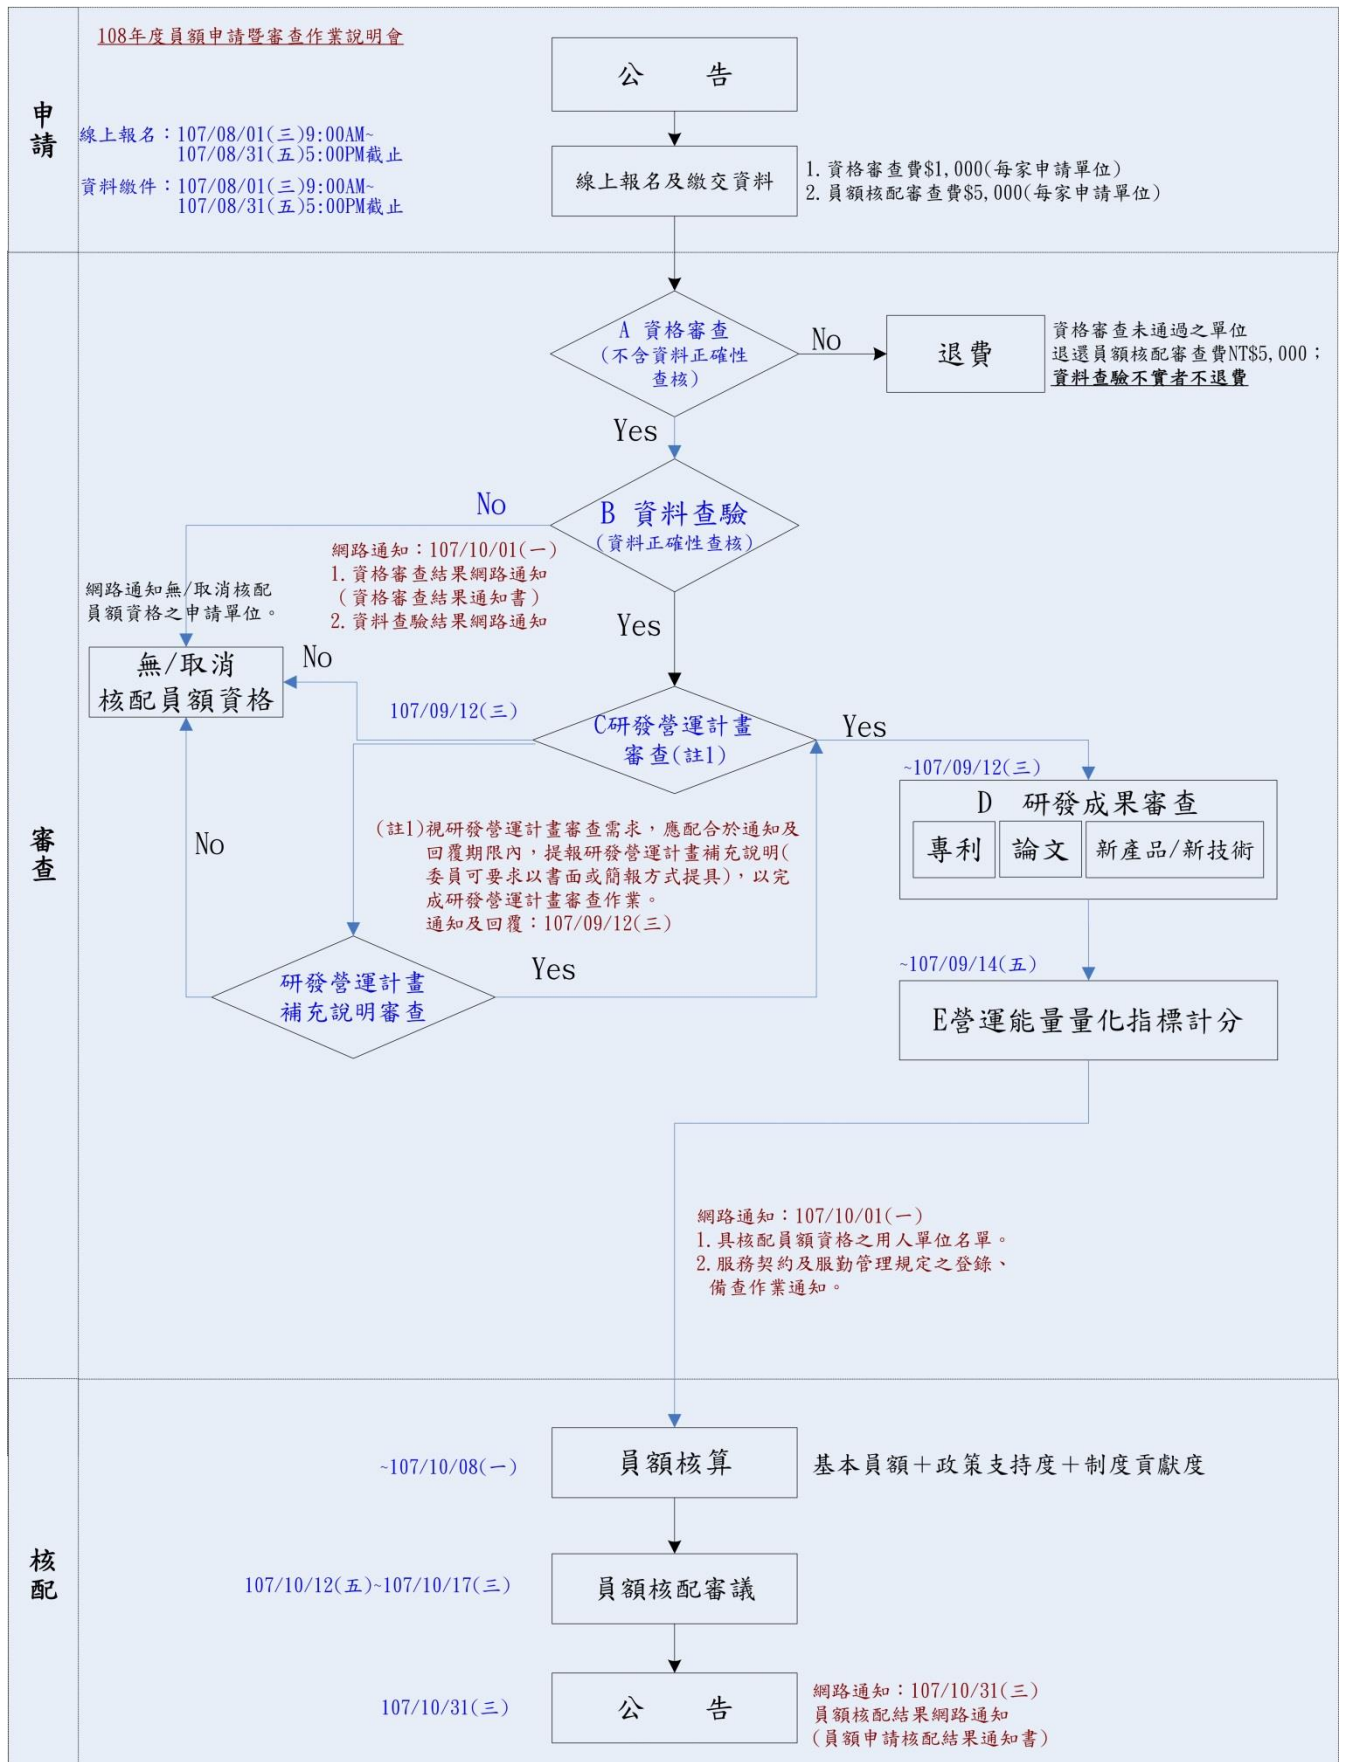 108年度員額申請暨審查作業說明會
公 告
申請
線上報名：107/08/01(三)9:00AM~
107/08/31(五)5:00PM截止
資料繳件：107/08/01(三)9:00AM~
107/08/31(五)5:00PM截止
線上報名及繳交資料
1.資格審查費$1,000(每家申請單位)
2.員額核配審查費$5,000(每家申請單位)
審查
A 資格審查
(不含資料正確性
查核)
No
退費
資格審查未通過之單位
退還員額核配審查費NT$5,000；
資料查驗不實者不退費
Yes
B 資料查驗
(資料正確性查核)
No
網路通知：107/10/01(一)
1.資格審查結果網路通知
(資格審查結果通知書)
2.資料查驗結果網路通知
網路通知無/取消核配
員額資格之申請單位。
Yes
無/取消
核配員額資格
No
107/09/12(三)
C研發營運計畫
審查(註1)
Yes
~107/09/12(三)
D 研發成果審查
專利
論文
新產品/新技術
No
(註1)視研發營運計畫審查需求，應配合於通知及
回覆期限內，提報研發營運計畫補充說明(
委員可要求以書面或簡報方式提具)，以完
成研發營運計畫審查作業。
通知及回覆：107/09/12(三)
研發營運計畫
補充說明審查
Yes
~107/09/14(五)
E營運能量量化指標計分
網路通知：107/10/01(一)
1.具核配員額資格之用人單位名單。
2.服務契約及服勤管理規定之登錄、
備查作業通知。
核配
~107/10/08(一)
員額核算
基本員額＋政策支持度＋制度貢獻度
107/10/12(五)~107/10/17(三)
員額核配審議
107/10/31(三)
公 告
網路通知：107/10/31(三)
員額核配結果網路通知
(員額申請核配結果通知書)